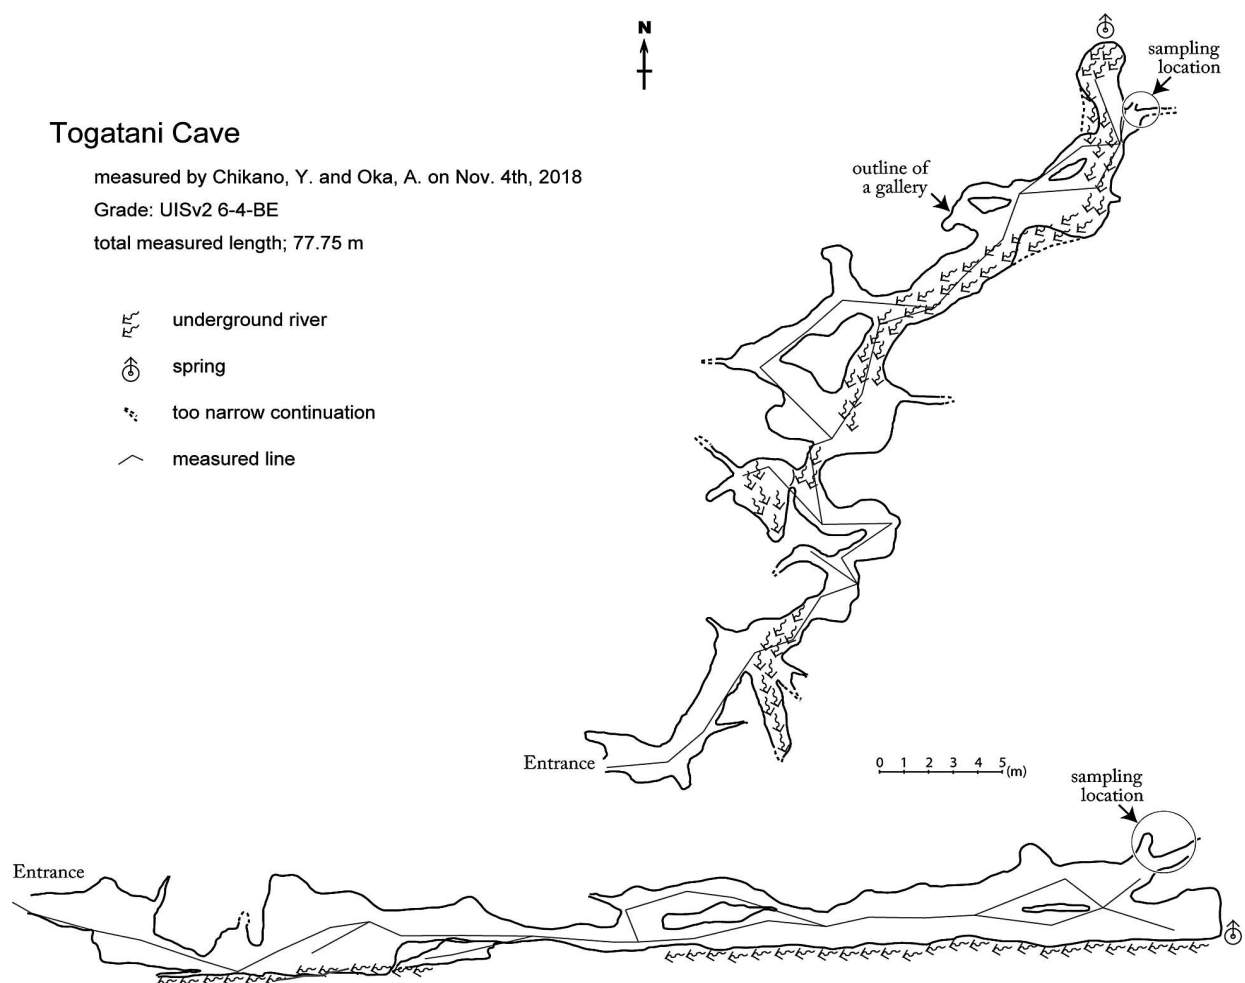 N
sampling
location
Togatani Cave
measured by Chikano, Y. and Oka, A. on Nov. 4th, 2018
Grade: UISv2 6-4-BE
total measured length; 77.75 m
outline of
a gallery
underground river
spring
too narrow continuation
measured line
Entrance
0 1 2 3 4 5 (m)
sampling
location
Entrance